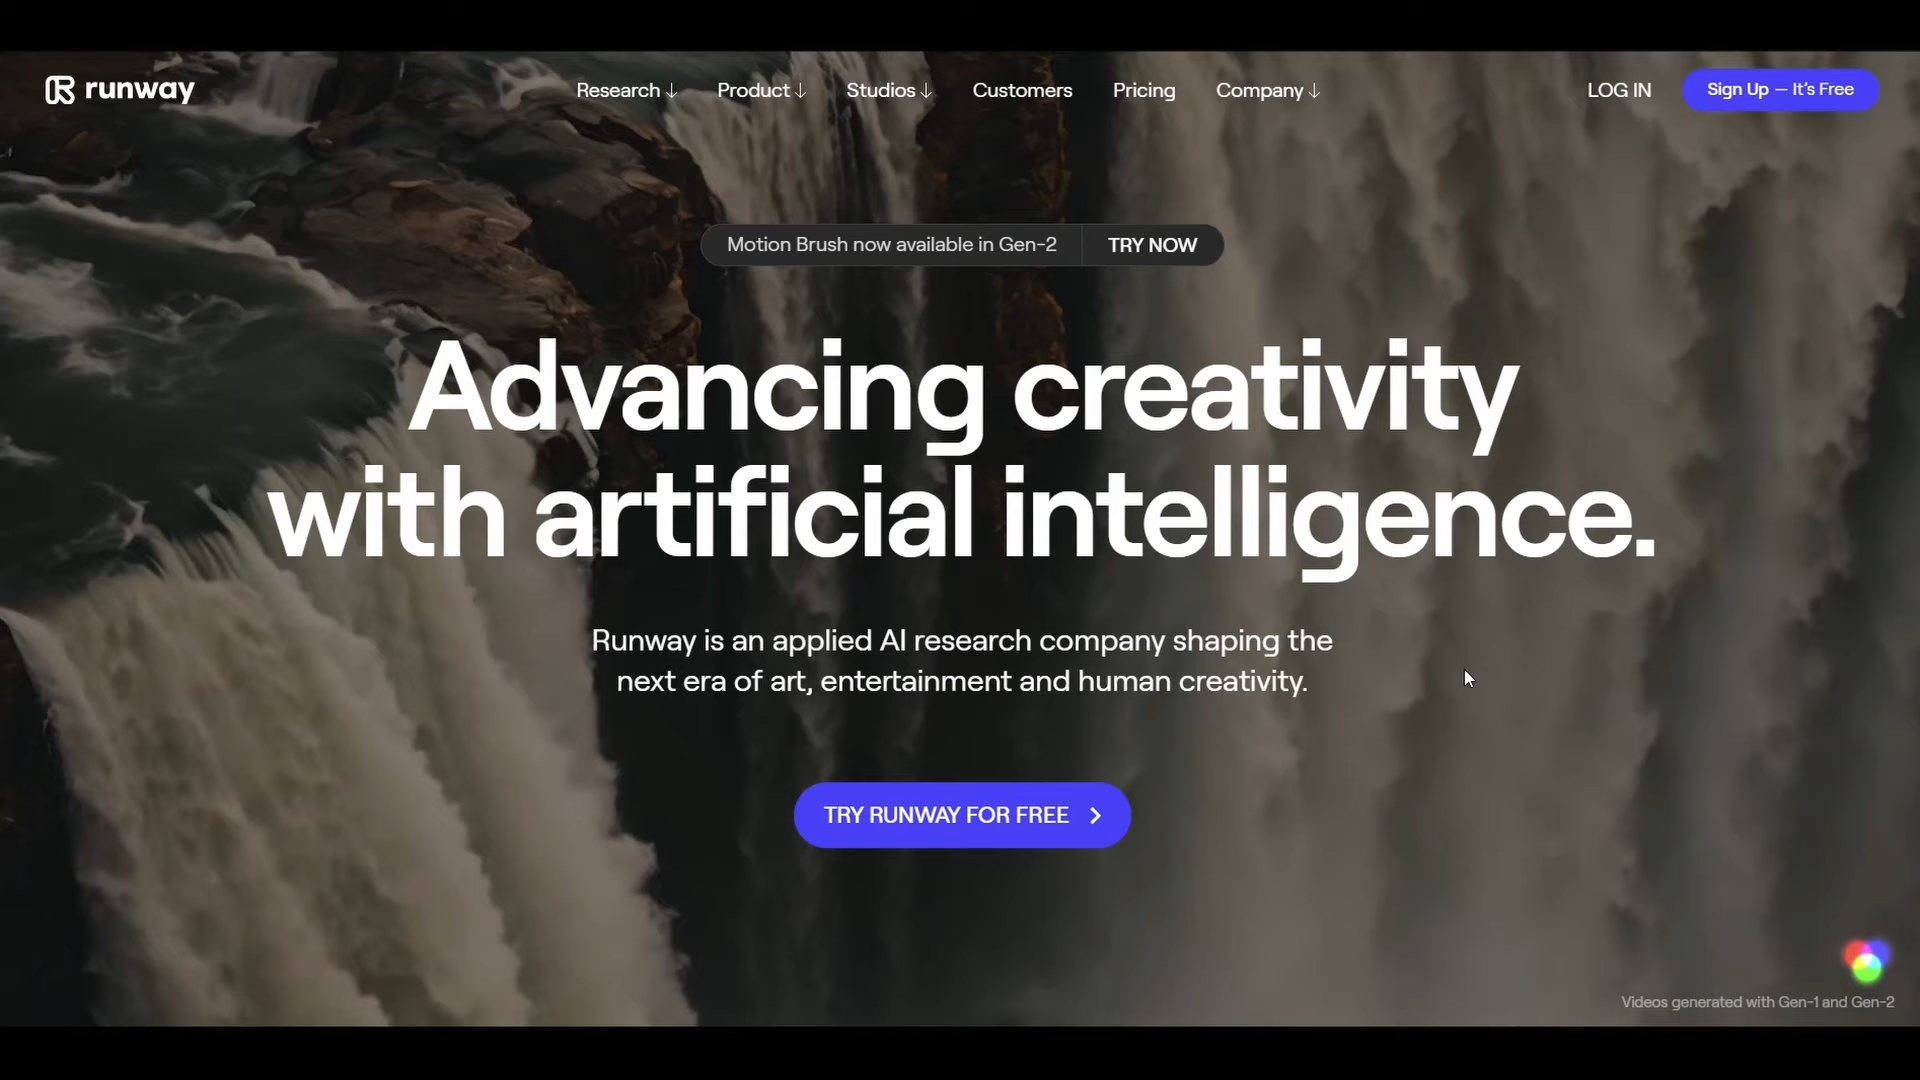 runway
Research ↓ Product ↓ Studios ↓ Customers Pricing Company ↓
LOG IN
Sign Up — It's Free
Motion Brush now available in Gen-2 TRY NOW
Advancing creativity
with artificial intelligence.
Runway is an applied AI research company shaping the
next era of art, entertainment and human creativity.
TRY RUNWAY FOR FREE
Videos generated with Gen-1 and Gen-2